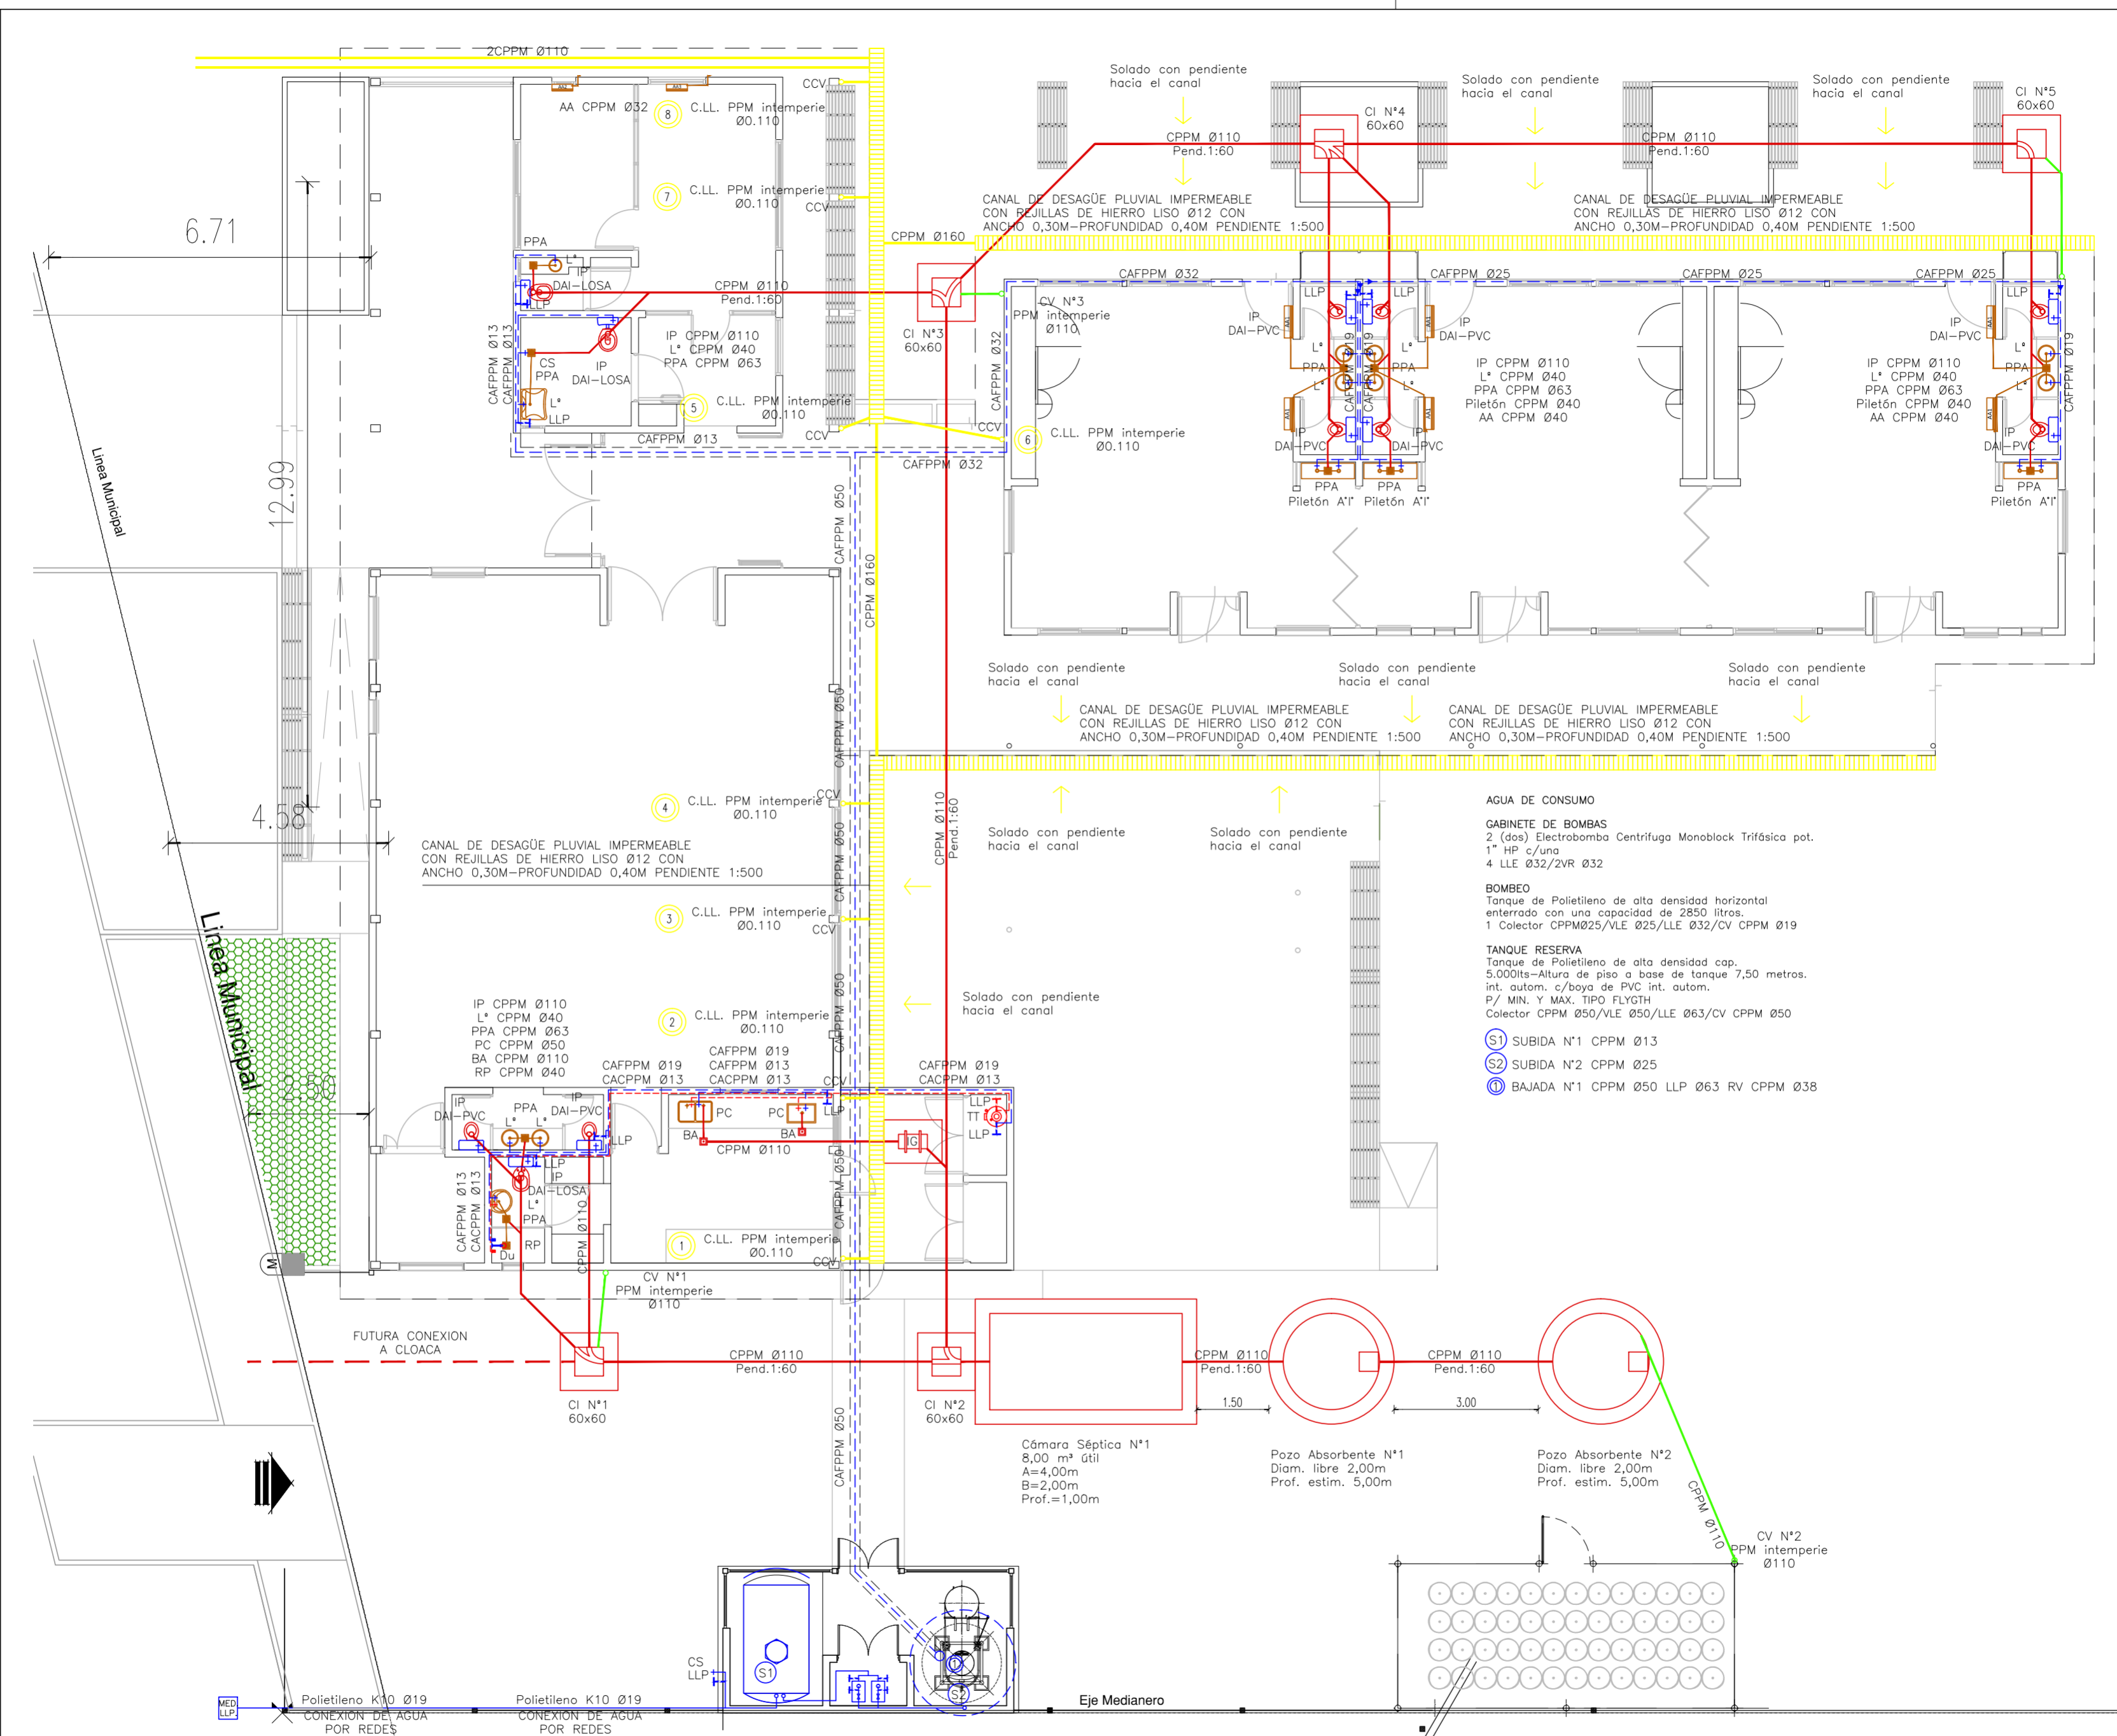 2CPPM Ø110
AA CPPM Ø32
8
C.LL. PPM intemperie
Ø0.110
CCV
7
C.LL. PPM intemperie
Ø0.110
CCV
6.71
PPA
L°
IP
DAI-LOSA
LLP
CPPM Ø110
Pend.1:60
CAFPPM Ø13
CAFPPM Ø13
CS
PPA
IP
DAI-LOSA
L°
LLP
IP CPPM Ø110
L° CPPM Ø40
PPA CPPM Ø63
5
C.LL. PPM intemperie
Ø0.110
CCV
CAFPPM Ø13
CPPM Ø160
CI N°3
60x60
CAFPPM Ø32
CAFPPM Ø32
CCV
6
C.LL. PPM intemperie
Ø0.110
CV N°3
PPM intemperie
Ø110
Solado con pendiente
hacia el canal
Solado con pendiente
hacia el canal
Solado con pendiente
hacia el canal
CI N°4
60x60
CI N°5
60x60
CPPM Ø110
Pend.1:60
CPPM Ø110
Pend.1:60
CANAL DE DESAGÜE PLUVIAL IMPERMEABLE
CON REJILLAS DE HIERRO LISO Ø12 CON
ANCHO 0,30M-PROFUNDIDAD 0,40M PENDIENTE 1:500
CANAL DE DESAGÜE PLUVIAL IMPERMEABLE
CON REJILLAS DE HIERRO LISO Ø12 CON
ANCHO 0,30M-PROFUNDIDAD 0,40M PENDIENTE 1:500
CAFPPM Ø32
CAFPPM Ø25
CAFPPM Ø25
CAFPPM Ø25
LLP
LLP
LLP
IP
DAI-PVC
IP
DAI-PVC
IP
DAI-PVC
AA1
AA1
AA1
L°
PPA
L°
L°
PPA
L°
PPA
L°
CAFPPM Ø19
CAFPPM Ø19
CAFPPM Ø19
AA1
AA1
AA1
IP CPPM Ø110
L° CPPM Ø40
PPA CPPM Ø63
Piletón CPPM Ø40
AA CPPM Ø40
IP CPPM Ø110
L° CPPM Ø40
PPA CPPM Ø63
Piletón CPPM Ø40
AA CPPM Ø40
IP
DAI-PVC
IP
DAI-PVC
IP
DAI-PVC
PPA
Piletón A°I°
PPA
Piletón A°I°
PPA
Piletón A°I°
Linea Municipal
12.99
CAFPPM Ø50
CPPM Ø160
Solado con pendiente
hacia el canal
Solado con pendiente
hacia el canal
Solado con pendiente
hacia el canal
CANAL DE DESAGÜE PLUVIAL IMPERMEABLE
CON REJILLAS DE HIERRO LISO Ø12 CON
ANCHO 0,30M-PROFUNDIDAD 0,40M PENDIENTE 1:500
CANAL DE DESAGÜE PLUVIAL IMPERMEABLE
CON REJILLAS DE HIERRO LISO Ø12 CON
ANCHO 0,30M-PROFUNDIDAD 0,40M PENDIENTE 1:500
CAFPPM Ø50
4.58
4
C.LL. PPM intemperie
Ø0.110
CCV
CANAL DE DESAGÜE PLUVIAL IMPERMEABLE
CON REJILLAS DE HIERRO LISO Ø12 CON
ANCHO 0,30M-PROFUNDIDAD 0,40M PENDIENTE 1:500
CAFPPM Ø50
CPPM Ø110
Pend.1:60
Solado con pendiente
hacia el canal
Solado con pendiente
hacia el canal
3
C.LL. PPM intemperie
Ø0.110
CCV
Solado con pendiente
hacia el canal
CAFPPM Ø50
AGUA DE CONSUMO
GABINETE DE BOMBAS
2 (dos) Electrobomba Centrifuga Monoblock Trifásica pot.
1" HP c/una
4 LLE Ø32/2VR Ø32
BOMBEO
Tanque de Polietileno de alta densidad horizontal
enterrado con una capacidad de 2850 litros.
1 Colector CPPMØ25/VLE Ø25/LLE Ø32/CV CPPM Ø19
TANQUE RESERVA
Tanque de Polietileno de alta densidad cap.
5.000lts-Altura de piso a base de tanque 7,50 metros.
int. autom. c/boya de PVC int. autom.
P/ MIN. Y MAX. TIPO FLYGTH
Colector CPPM Ø50/VLE Ø50/LLE Ø63/CV CPPM Ø50
S1 SUBIDA N°1 CPPM Ø13
S2 SUBIDA N°2 CPPM Ø25
1 BAJADA N°1 CPPM Ø50 LLP Ø63 RV CPPM Ø38
Linea Municipal
2.50
IP CPPM Ø110
L° CPPM Ø40
PPA CPPM Ø63
PC CPPM Ø50
BA CPPM Ø110
RP CPPM Ø40
2
C.LL. PPM intemperie
Ø0.110
CAFPPM Ø19
CACPPM Ø13
CAFPPM Ø19
CAFPPM Ø13
CACPPM Ø13
CCV
CAFPPM Ø19
CACPPM Ø13
IP
DAI-PVC
PPA
L°
L°
IP
DAI-PVC
LLP
PC
BA
PC
BA
LLP
CPPM Ø110
IG
LLP
TT
LLP
LLP
IP
DAI-LOSA
L°
PPA
RP
Du
CAFPPM Ø13
CACPPM Ø13
CPPM Ø110
CAFPPM Ø50
1
C.LL. PPM intemperie
Ø0.110
CCV
M
CV N°1
PPM intemperie
Ø110
FUTURA CONEXION
A CLOACA
CPPM Ø110
Pend.1:60
CI N°1
60x60
CI N°2
60x60
CPPM Ø110
Pend.1:60
CPPM Ø110
Pend.1:60
1.50
3.00
CAFPPM Ø50
Cámara Séptica N°1
8,00 m³ útil
A=4,00m
B=2,00m
Prof.=1,00m
Pozo Absorbente N°1
Diam. libre 2,00m
Prof. estim. 5,00m
Pozo Absorbente N°2
Diam. libre 2,00m
Prof. estim. 5,00m
CPPM Ø110
CV N°2
PPM intemperie
Ø110
CS
LLP
S1
1
S2
MED
LLP
Polietileno K10 Ø19
CONEXION DE AGUA
POR REDES
Polietileno K10 Ø19
CONEXION DE AGUA
POR REDES
Eje Medianero